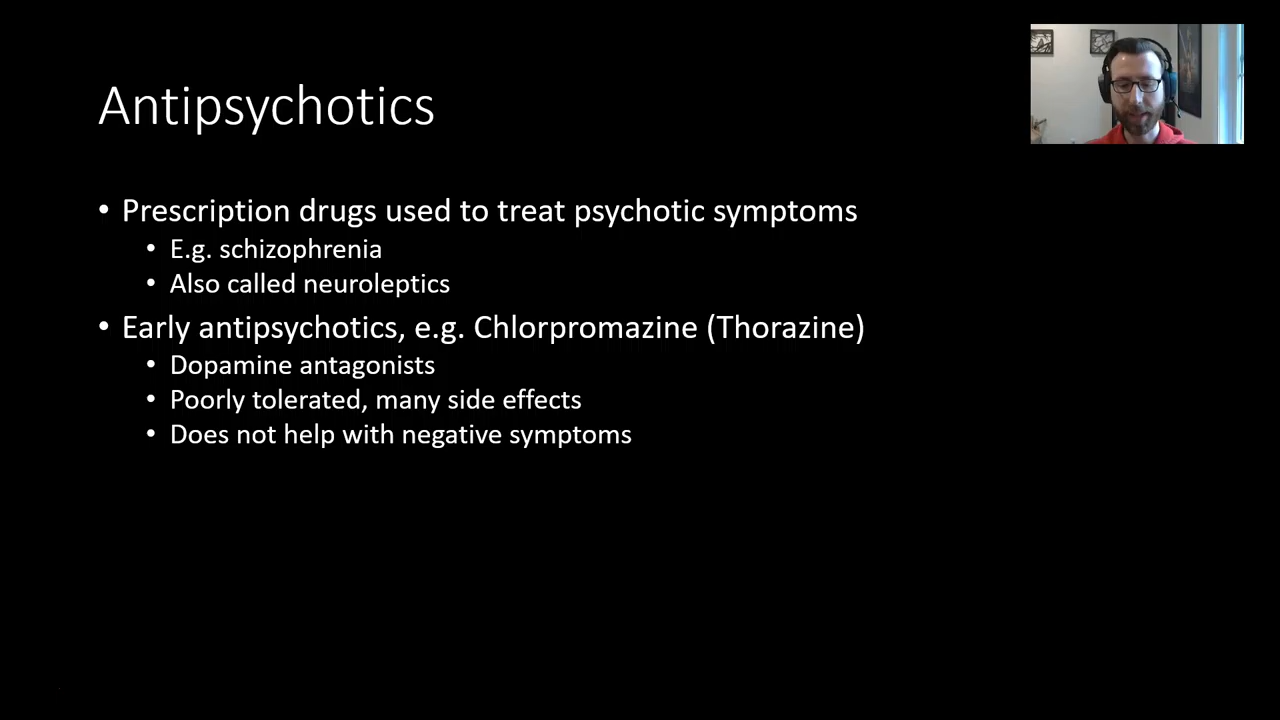 Antipsychotics
• Prescription drugs used to treat psychotic symptoms
• E.g. schizophrenia
• Also called neuroleptics
• Early antipsychotics, e.g. Chlorpromazine (Thorazine)
• Dopamine antagonists
• Poorly tolerated, many side effects
• Does not help with negative symptoms